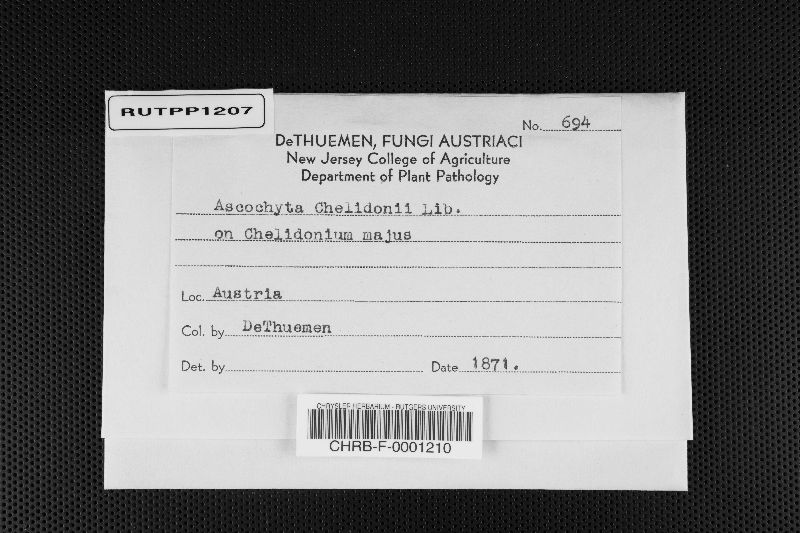 RUTPP1207
No. 694
DeTHUEMEN, FUNGI AUSTRIACI
New Jersey College of Agriculture
Department of Plant Pathology
Ascochyta Chelidonii Lib.
on Chelidonium majus
Loc. Austria
Col. by DeThuemen
Det. by Date 1871.
CHRYSLER HERBARIUM - RUTGERS UNIVERSITY
CHRB-F-0001210